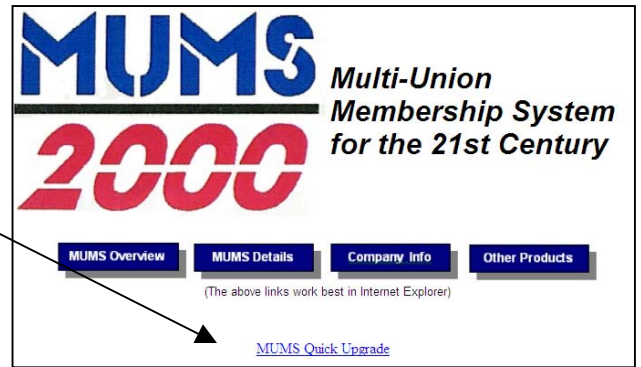 MUMS
2000
Multi-Union
Membership System
for the 21st Century
MUMS Overview MUMS Details Company Info Other Products
(The above links work best in Internet Explorer)
MUMS Quick Upgrade